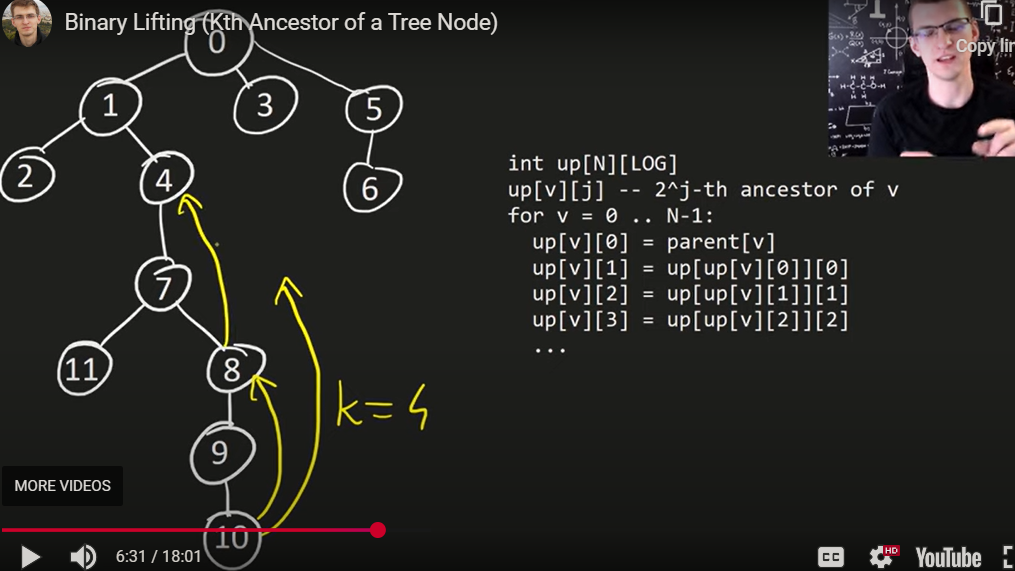 Binary Lifting (Kth Ancestor of a Tree Node)
Copy
0
1
3
5
2
4
6
7
11
8
9
10
k=4
int up[N][LOG]
up[v][j] -- 2^j-th ancestor of v
for v = 0 .. N-1:
up[v][0] = parent[v]
up[v][1] = up[up[v][0]][0]
up[v][2] = up[up[v][1]][1]
up[v][3] = up[up[v][2]][2]
...
MORE VIDEOS
6:31 / 18:01
CC
HD
YouTube